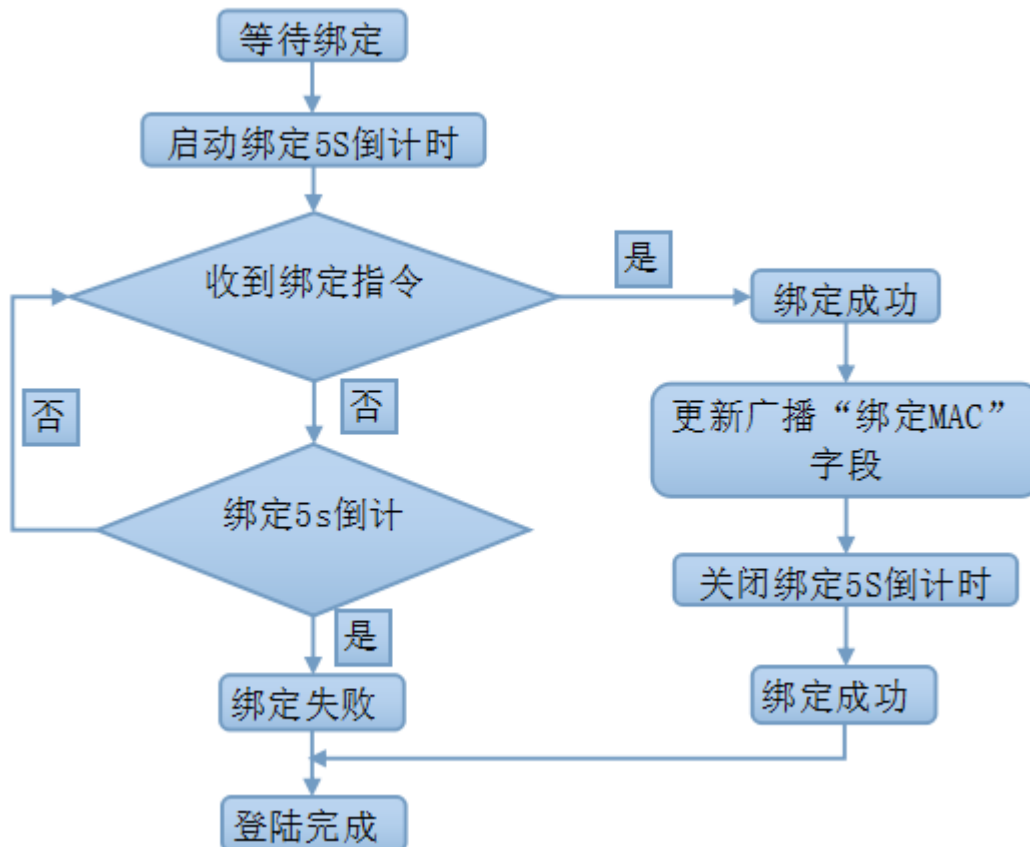 等待绑定
启动绑定5S倒计时
收到绑定指令
是
绑定成功
否
否
更新广播“绑定MAC”
字段
绑定5s倒计
关闭绑定5S倒计时
是
绑定失败
绑定成功
登陆完成